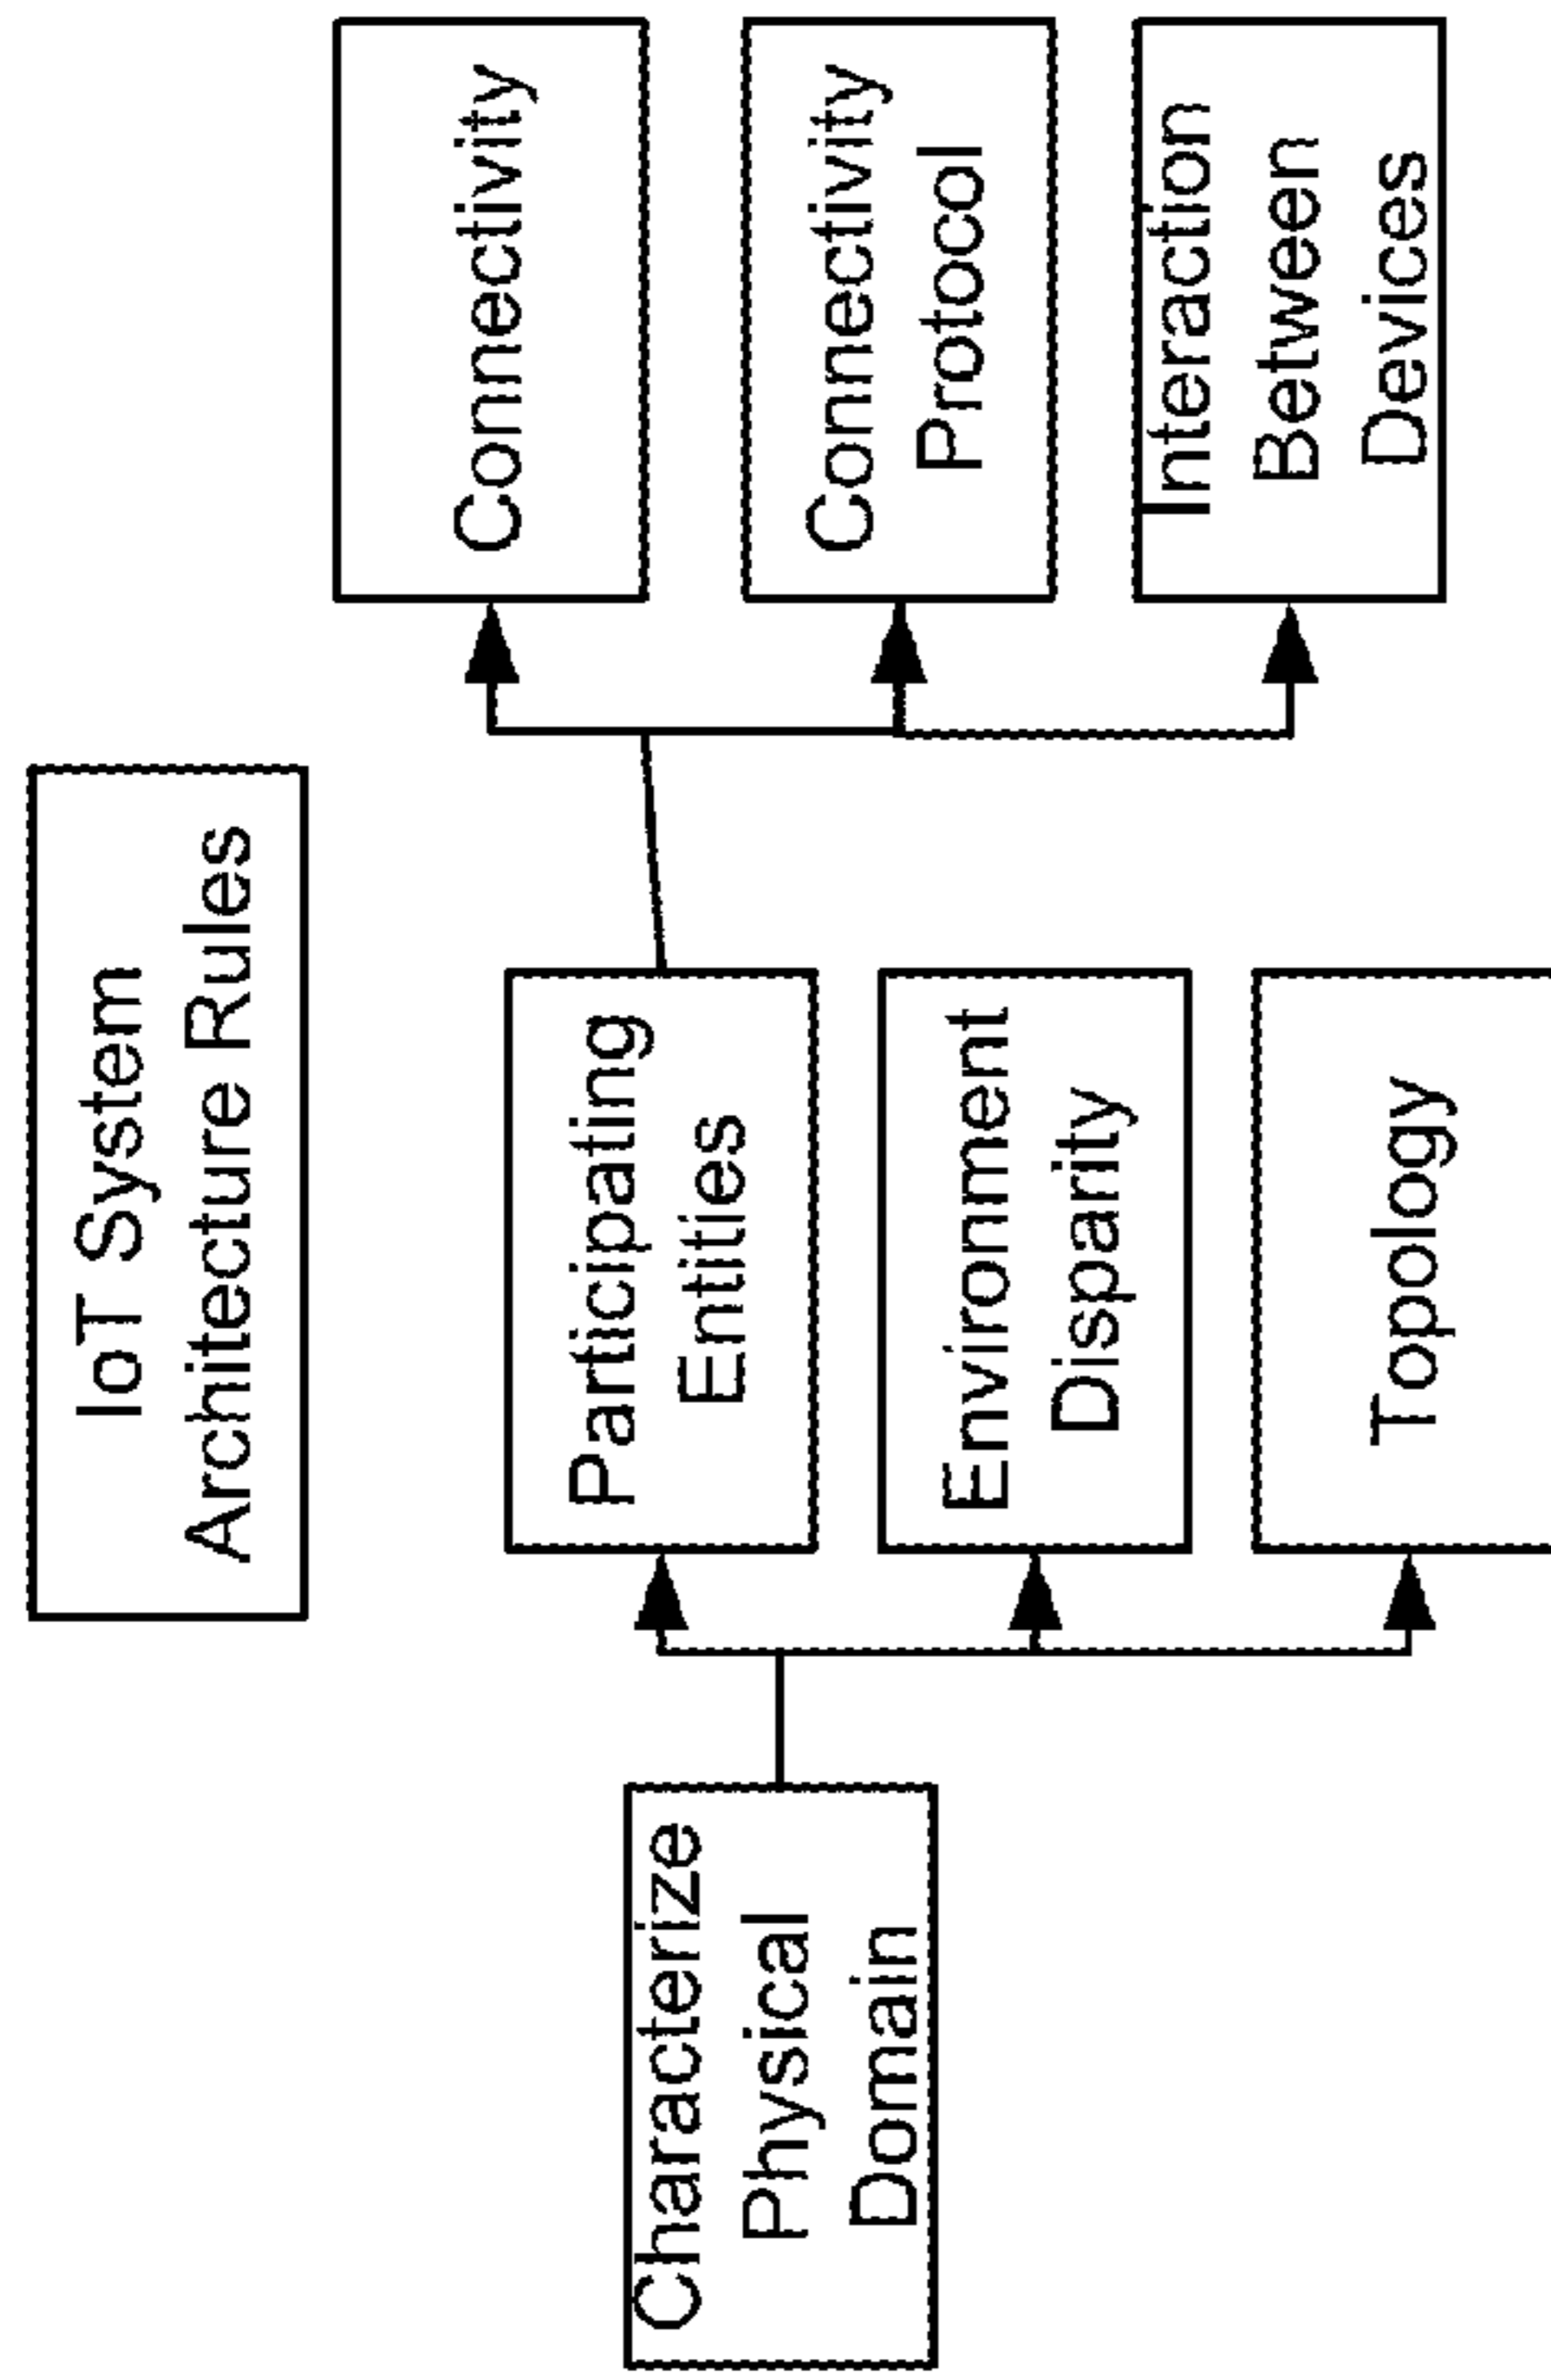 IoT System
Architecture Rules
Characterize
Physical
Domain
Participating
Entities
Environment
Disparity
Topology
Connectivity
Connectivity
Protocol
Interaction
Between
Devices